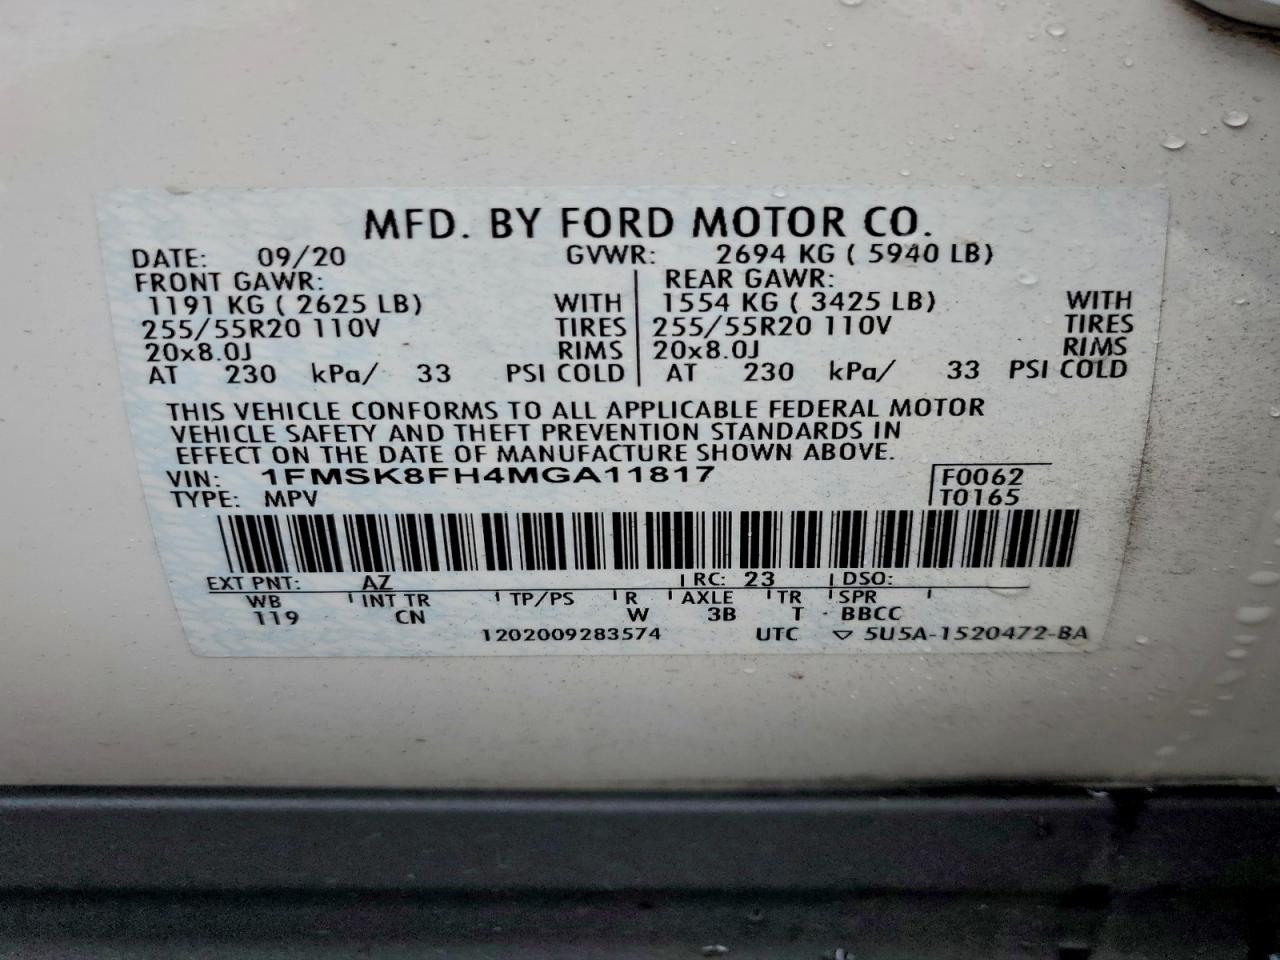 MFD. BY FORD MOTOR CO.
DATE: 09/20 GVWR: 2694 KG ( 5940 LB)
FRONT GAWR: REAR GAWR:
1191 KG ( 2625 LB) WITH 1554 KG ( 3425 LB) WITH
255/55R20 110V TIRES 255/55R20 110V TIRES
20x8.0J RIMS 20x8.0J RIMS
AT 230 kPa/ 33 PSI COLD AT 230 kPa/ 33 PSI COLD
THIS VEHICLE CONFORMS TO ALL APPLICABLE FEDERAL MOTOR
VEHICLE SAFETY AND THEFT PREVENTION STANDARDS IN
EFFECT ON THE DATE OF MANUFACTURE SHOWN ABOVE.
VIN: 1FMSK8FH4MGA11817 F0062
TYPE: MPV T0165
EXT PNT: AZ RC: 23 DSO:
WB INT TR TP/PS R AXLE TR SPR
119 CN W 3B T BBCC
1202009283574 UTC ▽ 5U5A-1520472-BA